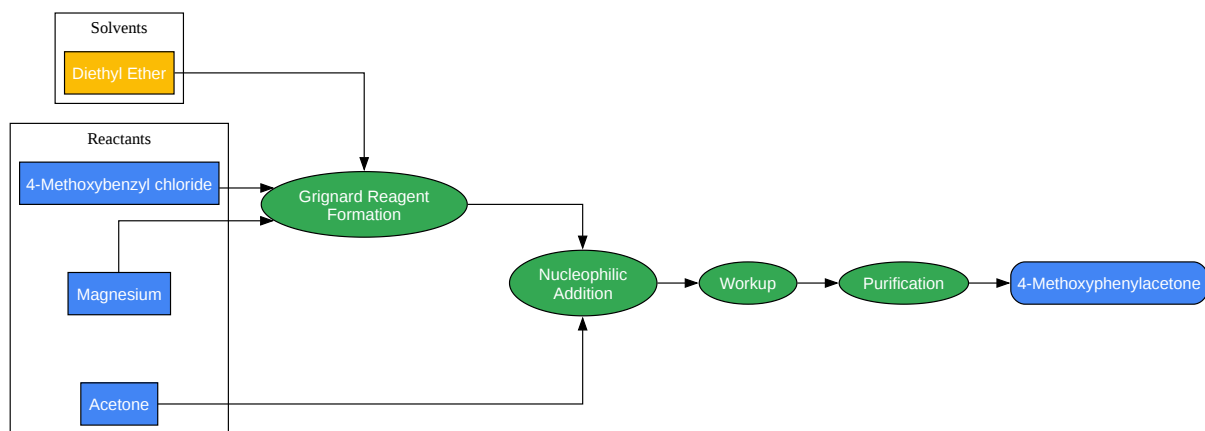 Solvents
Diethyl Ether
Reactants
4-Methoxybenzyl chloride
Grignard Reagent
Formation
Magnesium
Nucleophilic
Addition
Workup
Purification
4-Methoxyphenylacetone
Acetone